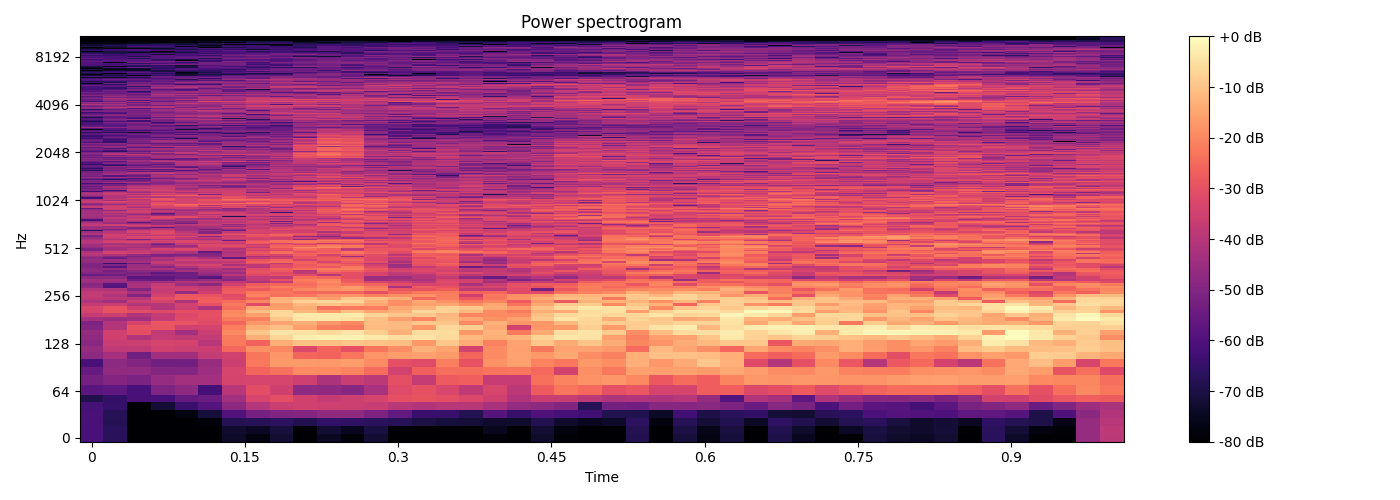 Power spectrogram
8192
4096
2048
1024
512
256
128
64
0
Hz
0 0.15 0.3 0.45 0.6 0.75 0.9
Time
+0 dB
-10 dB
-20 dB
-30 dB
-40 dB
-50 dB
-60 dB
-70 dB
-80 dB